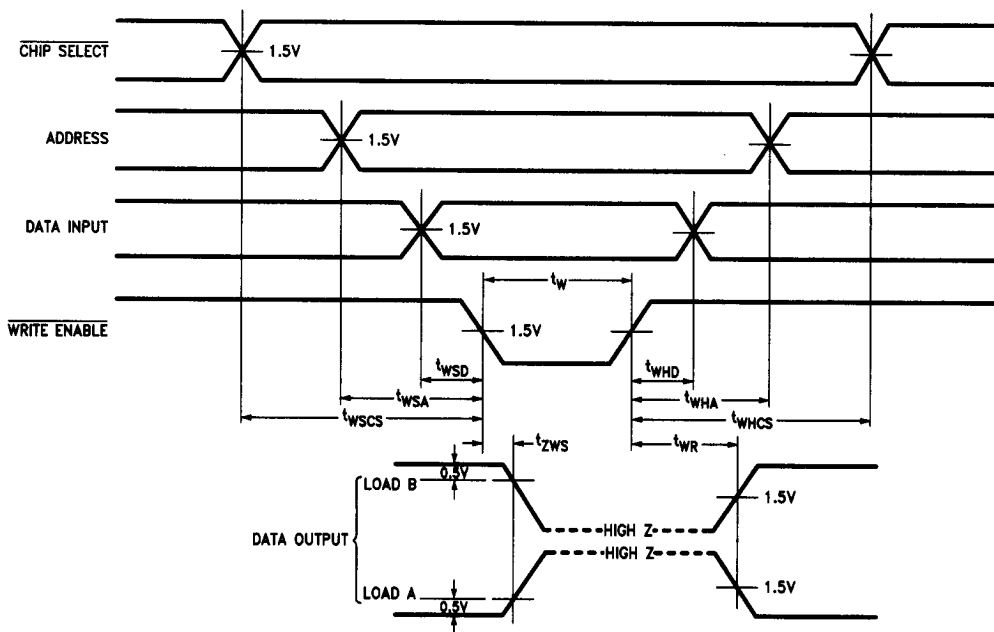 CHIP SELECT
1.5V
ADDRESS
1.5V
DATA INPUT
1.5V
tW
WRITE ENABLE
1.5V
tWSD
tWHD
tWSA
tWHA
tWSCS
tWHCS
tZWS
tWR
0.5V
LOAD B
1.5V
HIGH Z
DATA OUTPUT
HIGH Z
LOAD A
1.5V
0.5V